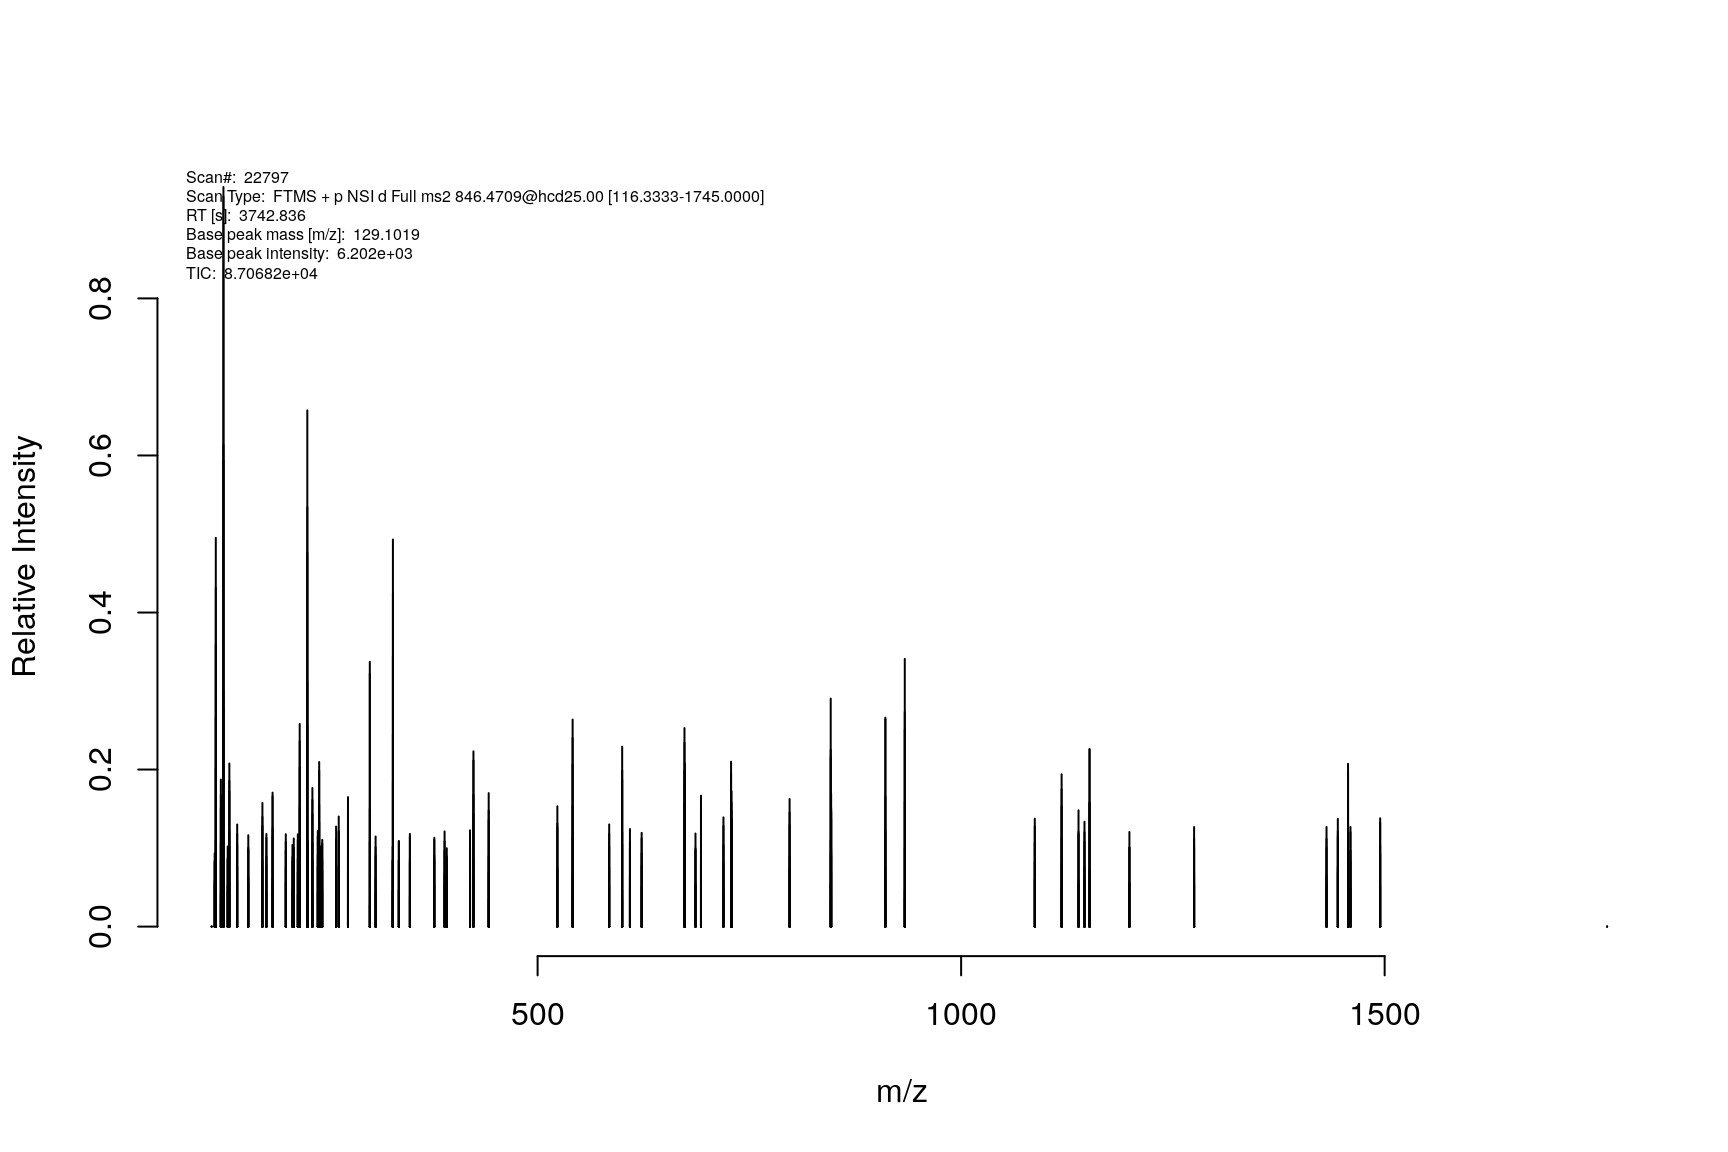 Scan#: 22797
Scan Type: FTMS + p NSI d Full ms2 846.4709@hcd25.00 [116.3333-1745.0000]
RT [s]: 3742.836
Base peak mass [m/z]: 129.1019
Base peak intensity: 6.202e+03
TIC: 8.70682e+04
0.8
0.6
0.4
0.2
0.0
Relative Intensity
500 1000 1500
m/z